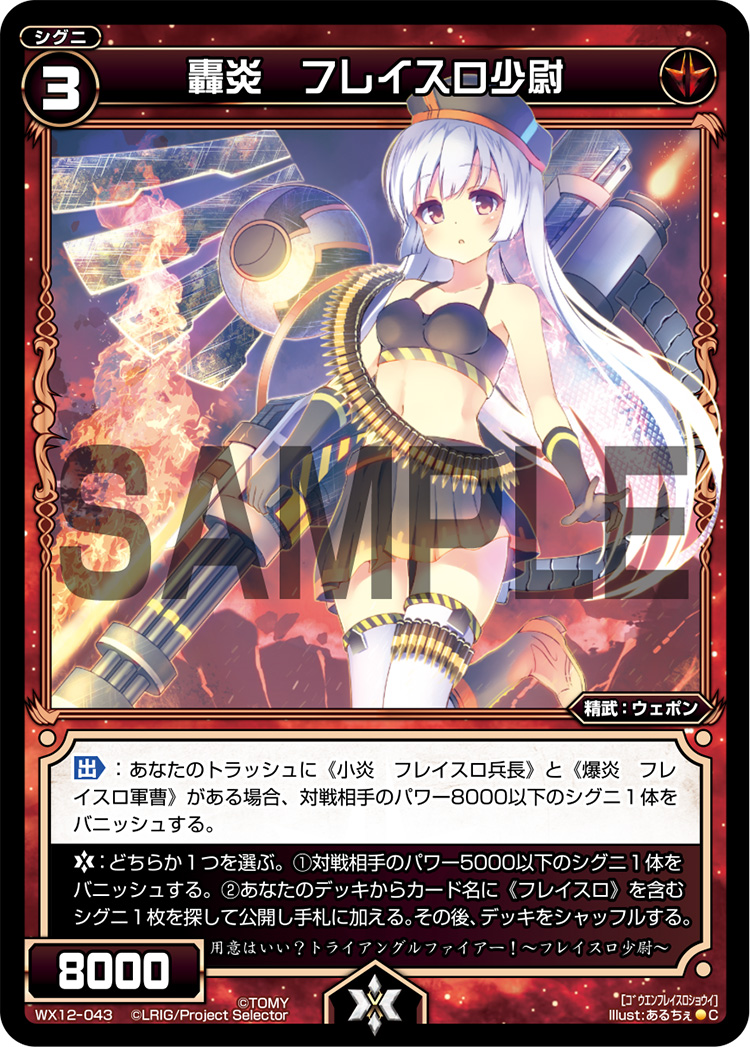 シグニ
3
轟炎　フレイスロ少尉
SAMPLE
精武：ウェポン
出：あなたのトラッシュに《小炎　フレイスロ兵長》と《爆炎　フレ
イスロ軍曹》がある場合、対戦相手のパワー8000以下のシグニ１体を
バニッシュする。
：どちらか１つを選ぶ。①対戦相手のパワー5000以下のシグニ１体を
バニッシュする。②あなたのデッキからカード名に《フレイスロ》を含む
シグニ１枚を探して公開し手札に加える。その後、デッキをシャッフルする。
用意はいい？トライアングルファイアー！～フレイスロ少尉～
8000
WX12-043
©TOMY
©LRIG/Project Selector
[ゴウエンフレイスロショウイ]
Illust:あるちぇ
C